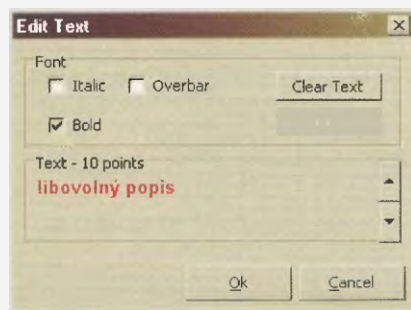 Edit Text
Font
Italic Overbar Clear Text
Bold
Text - 10 points
libovolný popis
Ok Cancel